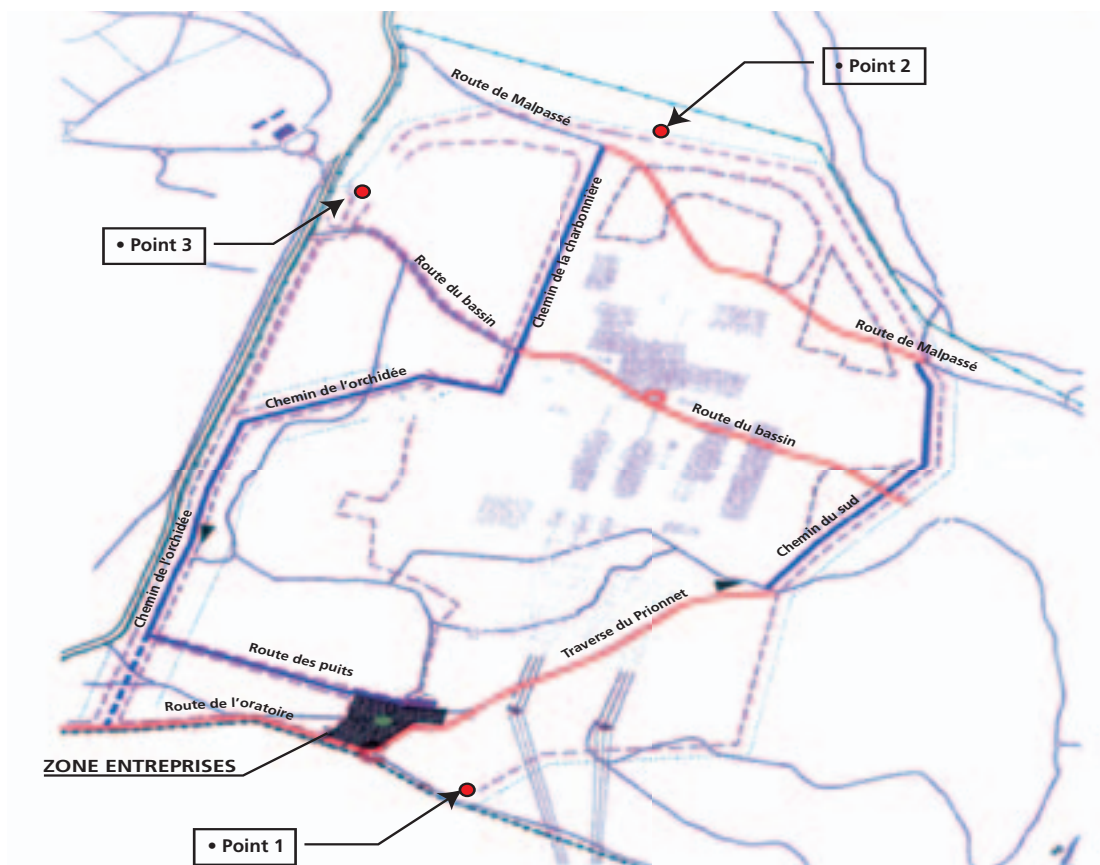 • Point 2
Route de Malpassé
• Point 3
Chemin de la charbonnière
Route du bassin
Route de Malpassé
Chemin de l'orchidée
Route du bassin
Chemin du sud
Chemin de l'orchidée
Traverse du Prionnet
Route des puits
Route de l'oratoire
ZONE ENTREPRISES
• Point 1